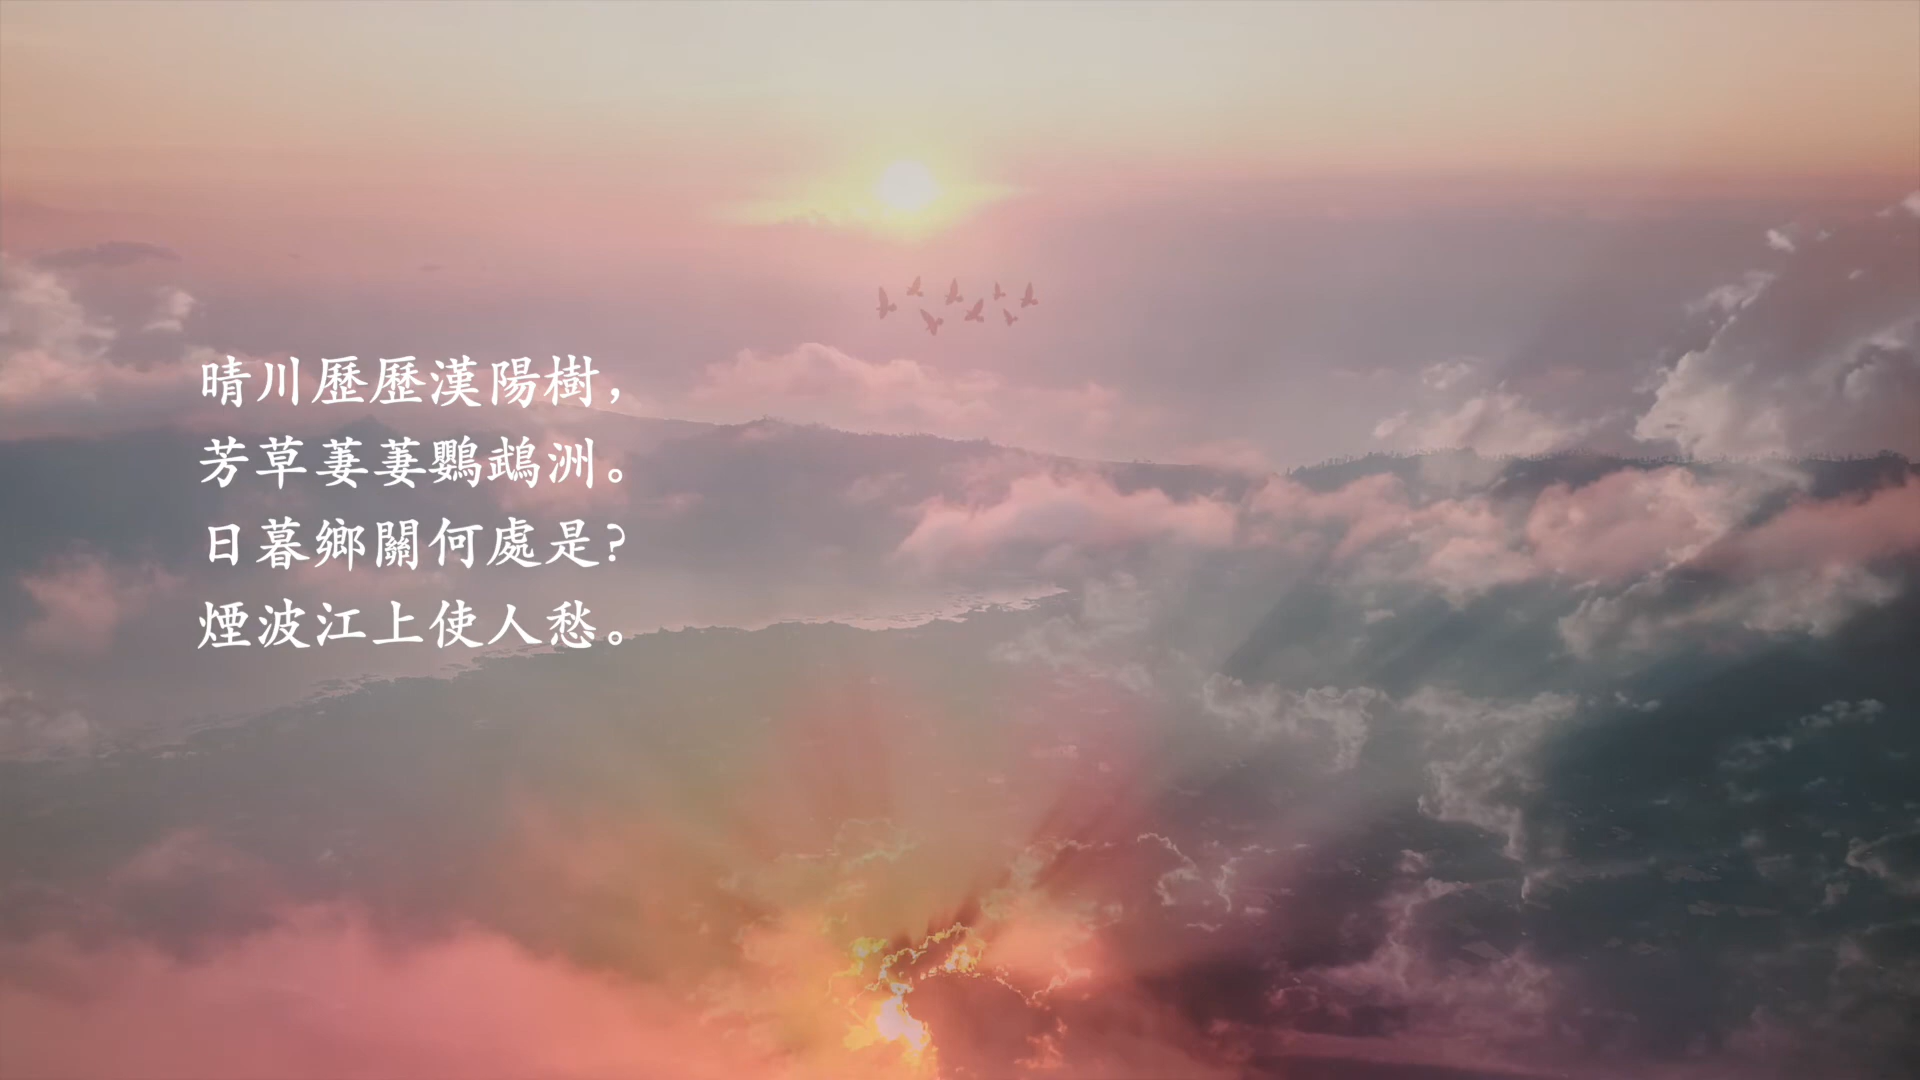 晴川歷歷漢陽樹，
芳草萋萋鸚鵡洲。
日暮鄉關何處是?
煙波江上使人愁。